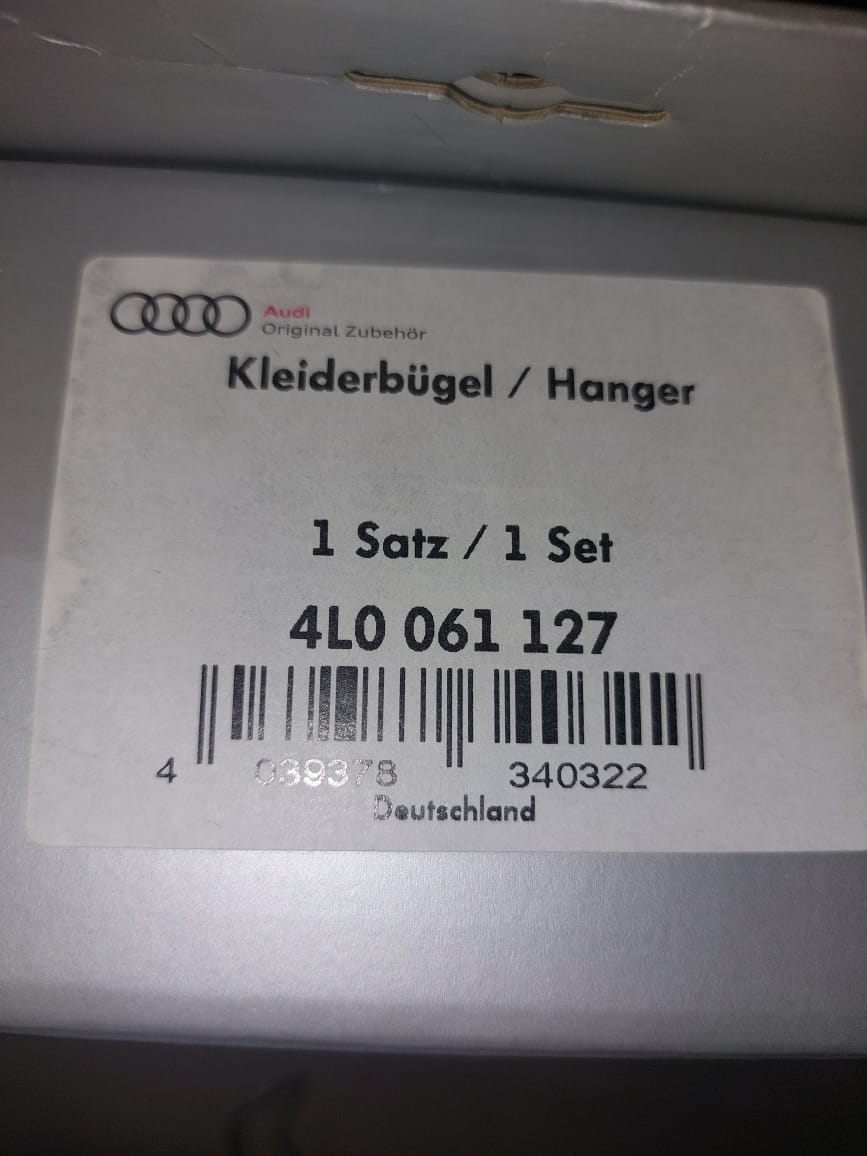 Audi
Original Zubehör
Kleiderbügel / Hanger
1 Satz / 1 Set
4L0 061 127
4 039378 340322
Deutschland